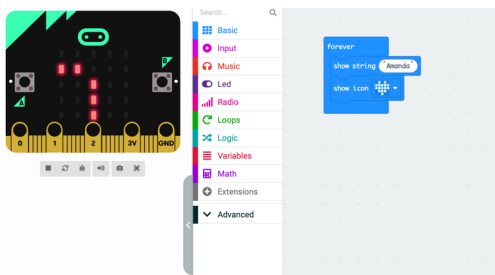 Search...
Basic
Input
Music
Led
Radio
Loops
Logic
Variables
Math
Extensions
Advanced
forever
show string "Amanda"
show icon
A
B
0 1 2 3V GND